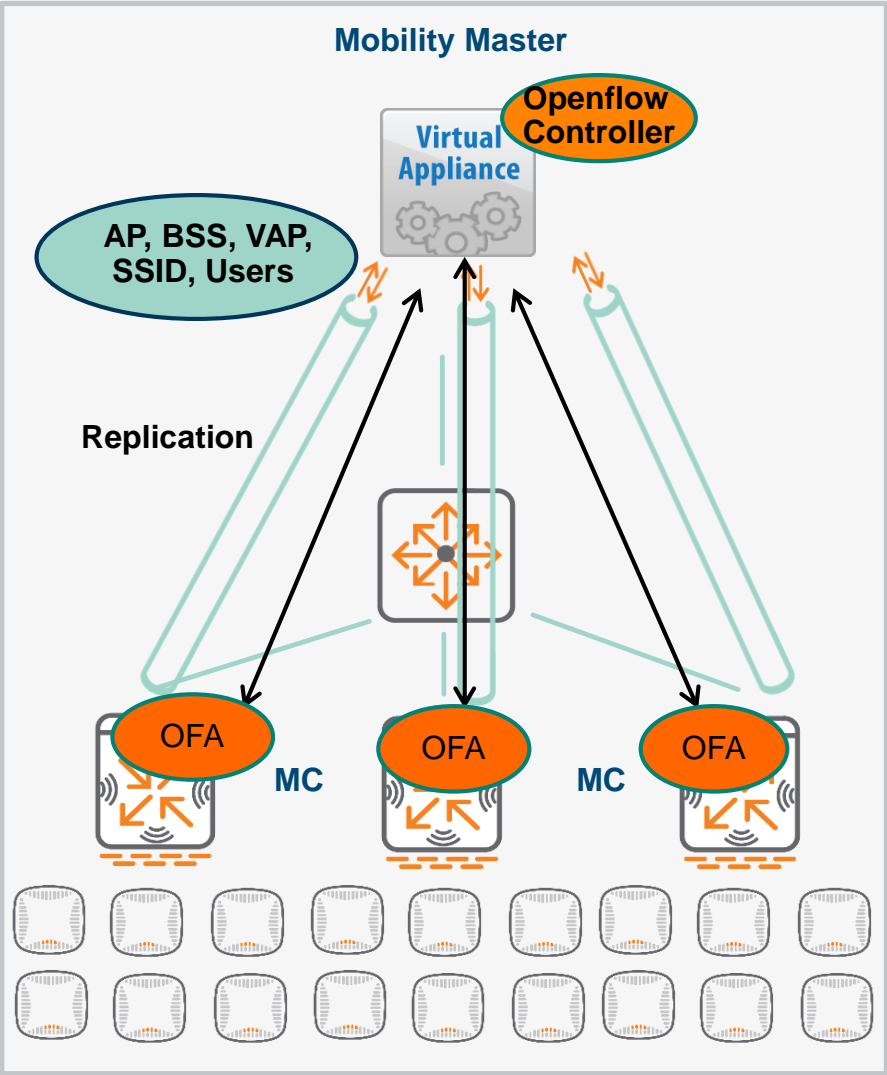 Mobility Master
Openflow
Controller
Virtual
Appliance
AP, BSS, VAP,
SSID, Users
Replication
OFA
OFA
OFA
MC
MC